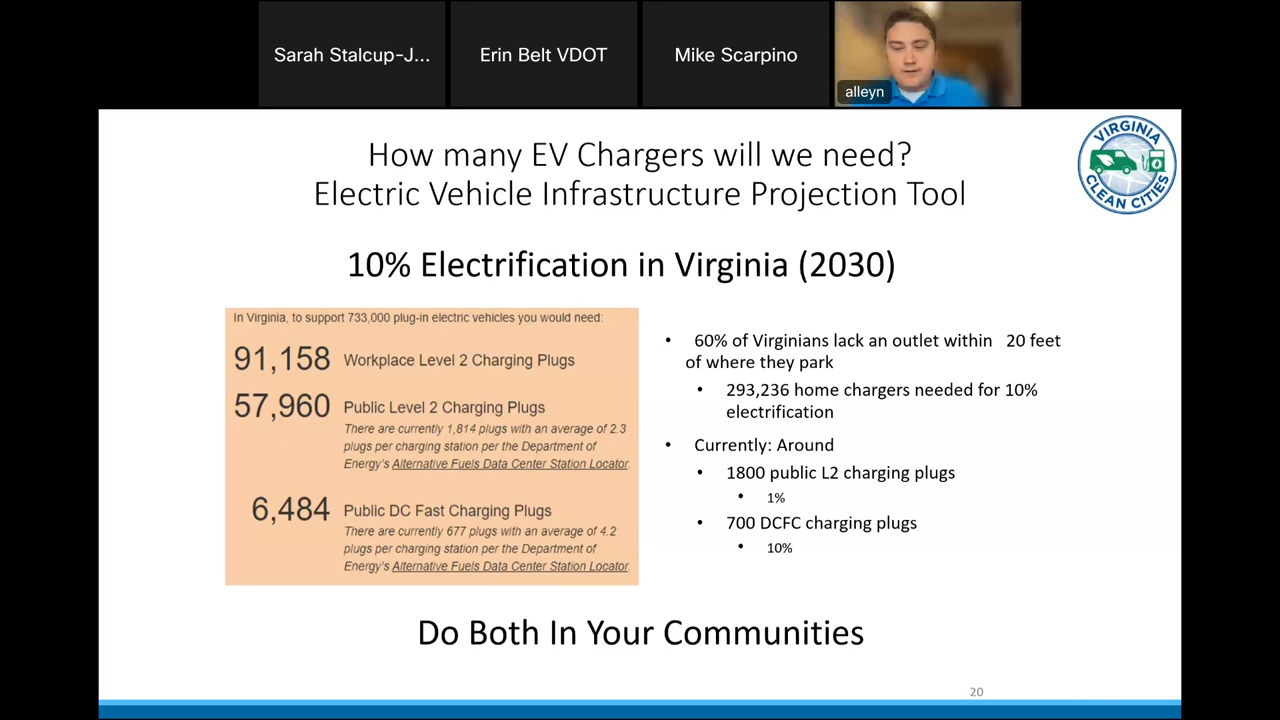 Sarah Stalcup-J...
Erin Belt VDOT
Mike Scarpino
alleyn
How many EV Chargers will we need?
Electric Vehicle Infrastructure Projection Tool
VIRGINIA
CLEAN CITIES
10% Electrification in Virginia (2030)
In Virginia, to support 733,000 plug-in electric vehicles you would need:
91,158 Workplace Level 2 Charging Plugs
57,960 Public Level 2 Charging Plugs
There are currently 1,814 plugs with an average of 2.3
plugs per charging station per the Department of
Energy's Alternative Fuels Data Center Station Locator.
6,484 Public DC Fast Charging Plugs
There are currently 677 plugs with an average of 4.2
plugs per charging station per the Department of
Energy's Alternative Fuels Data Center Station Locator.
• 60% of Virginians lack an outlet within 20 feet
of where they park
• 293,236 home chargers needed for 10%
electrification
• Currently: Around
• 1800 public L2 charging plugs
• 1%
• 700 DCFC charging plugs
• 10%
Do Both In Your Communities
20